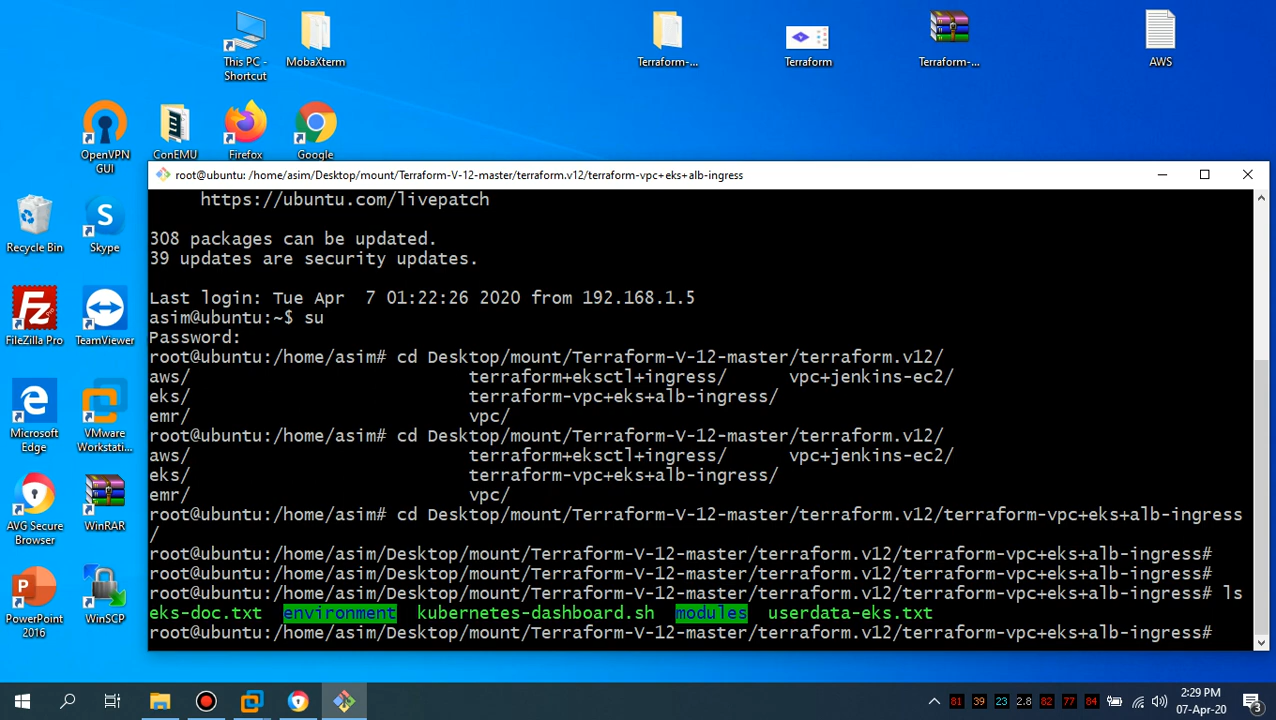 This PC - Shortcut
MobaXterm
Terraform-...
Terraform
Terraform-...
AWS
OpenVPN GUI
ConEMU
Firefox
Google
Recycle Bin
Skype
FileZilla Pro
TeamViewer
Microsoft Edge
VMware Workstati...
AVG Secure Browser
WinRAR
PowerPoint 2016
WinSCP
root@ubuntu: /home/asim/Desktop/mount/Terraform-V-12-master/terraform.v12/terraform-vpc+eks+alb-ingress
https://ubuntu.com/livepatch
308 packages can be updated.
39 updates are security updates.
Last login: Tue Apr  7 01:22:26 2020 from 192.168.1.5
asim@ubuntu:~$ su
Password:
root@ubuntu:/home/asim# cd Desktop/mount/Terraform-V-12-master/terraform.v12/
aws/                           terraform+eksctl+ingress/      vpc+jenkins-ec2/
eks/                           terraform-vpc+eks+alb-ingress/
emr/                           vpc/
root@ubuntu:/home/asim# cd Desktop/mount/Terraform-V-12-master/terraform.v12/
aws/                           terraform+eksctl+ingress/      vpc+jenkins-ec2/
eks/                           terraform-vpc+eks+alb-ingress/
emr/                           vpc/
root@ubuntu:/home/asim# cd Desktop/mount/Terraform-V-12-master/terraform.v12/terraform-vpc+eks+alb-ingress
/
root@ubuntu:/home/asim/Desktop/mount/Terraform-V-12-master/terraform.v12/terraform-vpc+eks+alb-ingress#
root@ubuntu:/home/asim/Desktop/mount/Terraform-V-12-master/terraform.v12/terraform-vpc+eks+alb-ingress#
root@ubuntu:/home/asim/Desktop/mount/Terraform-V-12-master/terraform.v12/terraform-vpc+eks+alb-ingress# ls
eks-doc.txt  environment  kubernetes-dashboard.sh  modules  userdata-eks.txt
root@ubuntu:/home/asim/Desktop/mount/Terraform-V-12-master/terraform.v12/terraform-vpc+eks+alb-ingress#
81 39 23 2.8 82 77 84
2:29 PM
07-Apr-20
3